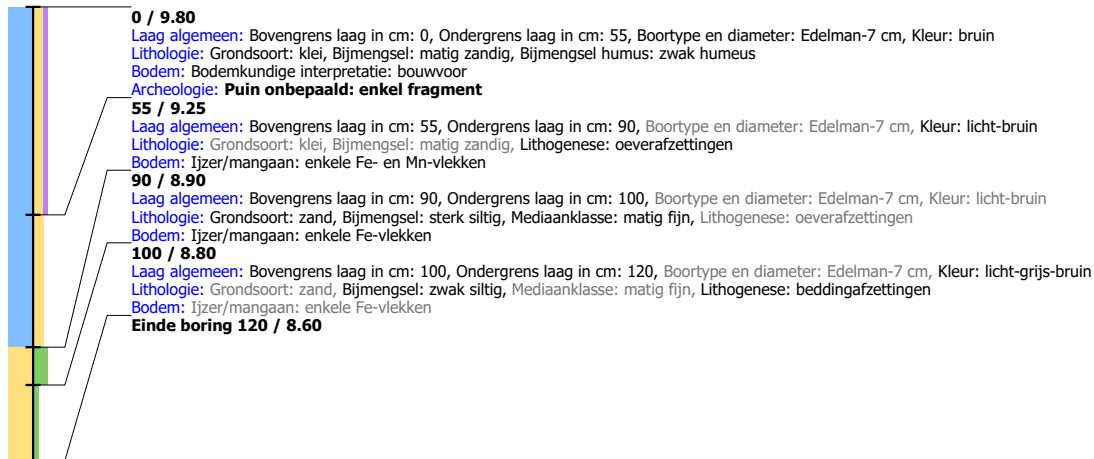 0 / 9.80
Laag algemeen: Bovengrens laag in cm: 0, Ondergrens laag in cm: 55, Boortype en diameter: Edelman-7 cm, Kleur: bruin
Lithologie: Grondsoort: klei, Bijmengsel: matig zandig, Bijmengsel humus: zwak humeus
Bodem: Bodemkundige interpretatie: bouwvoor
Archeologie: Puin onbepaald: enkel fragment
55 / 9.25
Laag algemeen: Bovengrens laag in cm: 55, Ondergrens laag in cm: 90, Boortype en diameter: Edelman-7 cm, Kleur: licht-bruin
Lithologie: Grondsoort: klei, Bijmengsel: matig zandig, Lithogenese: oeverafzettingen
Bodem: Ijzer/mangaan: enkele Fe- en Mn-vlekken
90 / 8.90
Laag algemeen: Bovengrens laag in cm: 90, Ondergrens laag in cm: 100, Boortype en diameter: Edelman-7 cm, Kleur: licht-bruin
Lithologie: Grondsoort: zand, Bijmengsel: sterk siltig, Mediaanklasse: matig fijn, Lithogenese: oeverafzettingen
Bodem: Ijzer/mangaan: enkele Fe-vlekken
100 / 8.80
Laag algemeen: Bovengrens laag in cm: 100, Ondergrens laag in cm: 120, Boortype en diameter: Edelman-7 cm, Kleur: licht-grijs-bruin
Lithologie: Grondsoort: zand, Bijmengsel: zwak siltig, Mediaanklasse: matig fijn, Lithogenese: beddingafzettingen
Bodem: Ijzer/mangaan: enkele Fe-vlekken
Einde boring 120 / 8.60